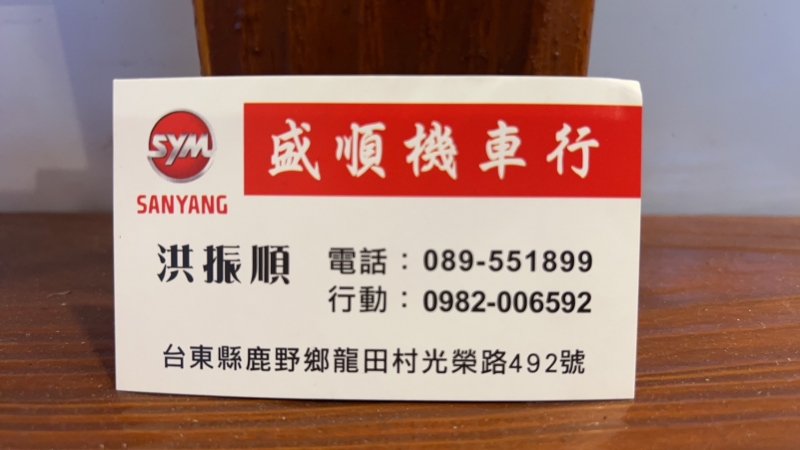 SYM
SANYANG
盛順機車行
洪振順
電話：089-551899
行動：0982-006592
台東縣鹿野鄉龍田村光榮路492號